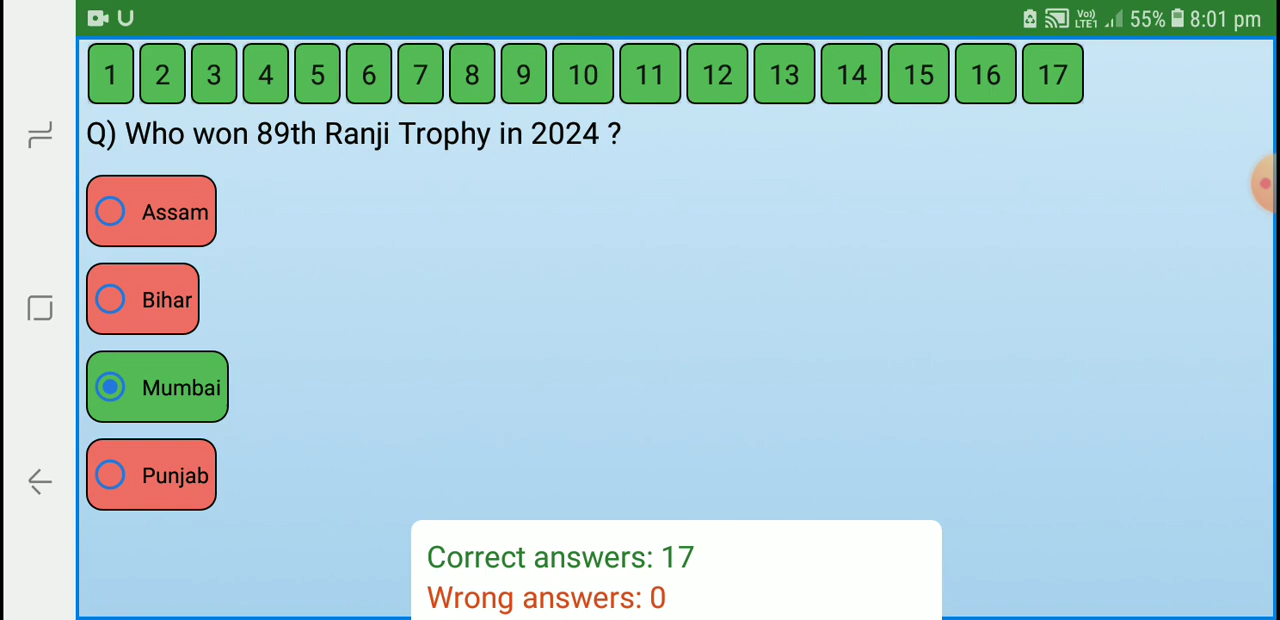 Vo)) LTE1 55% 8:01 pm
1 2 3 4 5 6 7 8 9 10 11 12 13 14 15 16 17
Q) Who won 89th Ranji Trophy in 2024 ?
Assam
Bihar
Mumbai
Punjab
Correct answers: 17
Wrong answers: 0